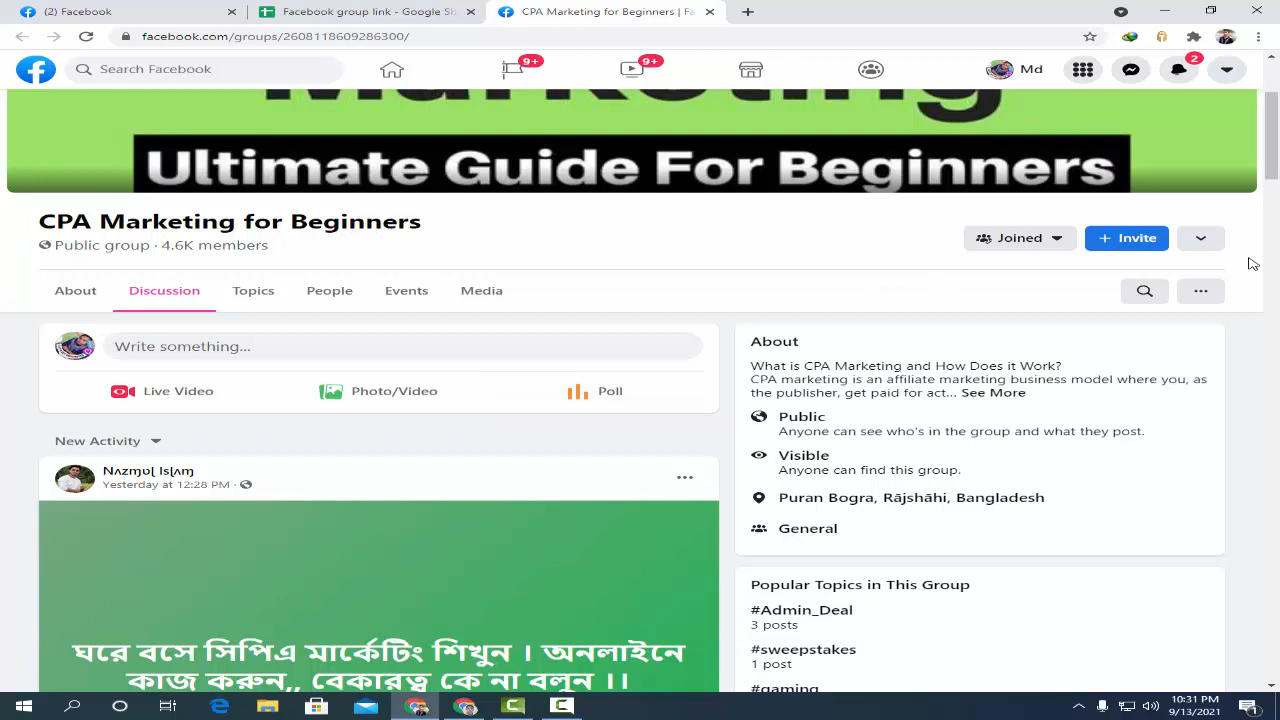 (2) Facebook
Facebook group link - Google Sh
CPA Marketing for Beginners | Fa
facebook.com/groups/2608118609286300/
Search Facebook
9+
9+
Md
2
Marketing
Ultimate Guide For Beginners
CPA Marketing for Beginners
Public group · 4.6K members
Joined
+ Invite
About
Discussion
Topics
People
Events
Media
Write something...
Live Video
Photo/Video
Poll
New Activity
Nʌzɱʋɭ Isɭʌɱ
Yesterday at 12:28 PM ·
ঘরে বসে সিপিএ মার্কেটিং শিখুন । অনলাইনে
কাজ করুন,, বেকারত্ব কে না বলুন ।।
About
What is CPA Marketing and How Does it Work?
CPA marketing is an affiliate marketing business model where you, as
the publisher, get paid for act... See More
Public
Anyone can see who's in the group and what they post.
Visible
Anyone can find this group.
Puran Bogra, Rājshāhi, Bangladesh
General
Popular Topics in This Group
#Admin_Deal
3 posts
#sweepstakes
1 post
#gaming
10:31 PM
9/13/2021
1